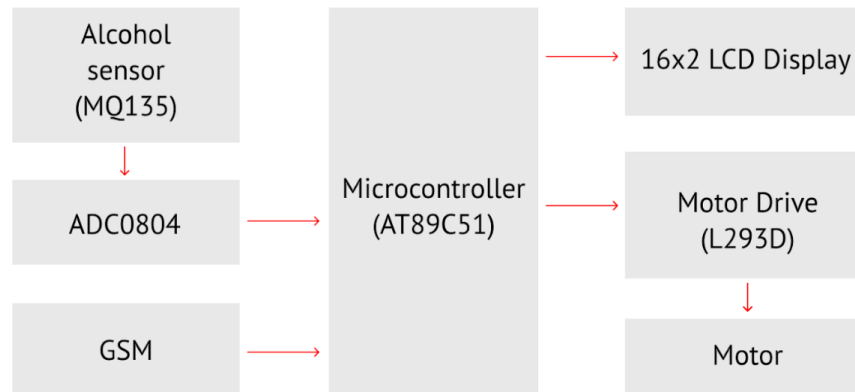 Alcohol
sensor
(MQ135)
ADC0804
GSM
Microcontroller
(AT89C51)
16x2 LCD Display
Motor Drive
(L293D)
Motor